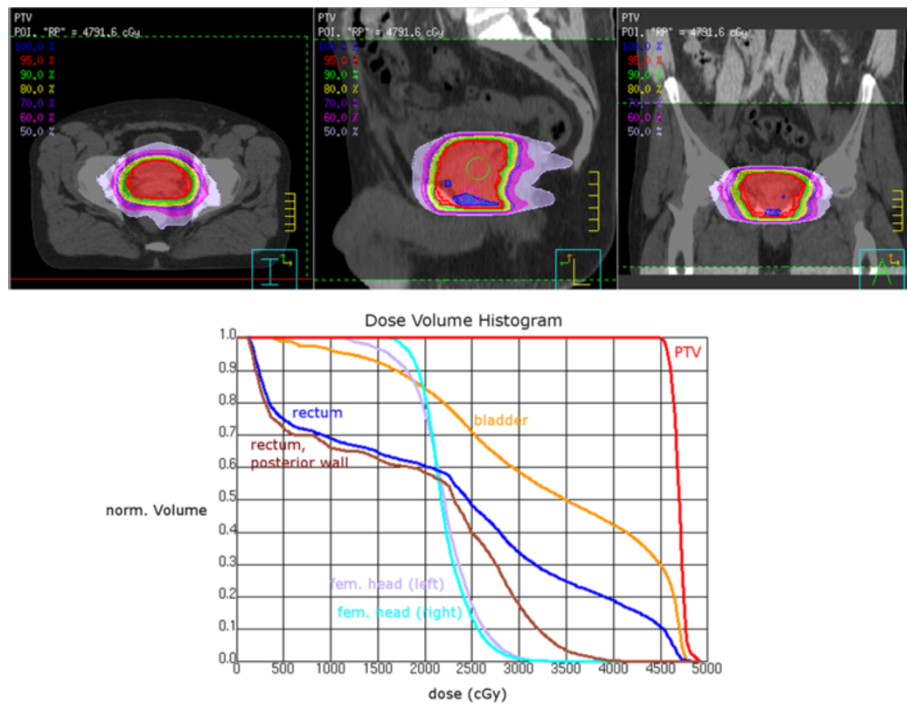 PTV
POI. "RP" = 4791.6 cGy
100.0 %
95.0 %
90.0 %
80.0 %
70.0 %
60.0 %
50.0 %
I
PTV
POI. "RP" = 4791.6 cGy
100.0 %
95.0 %
90.0 %
80.0 %
70.0 %
60.0 %
50.0 %
L
PTV
POI. "RP" = 4791.6 cGy
100.0 %
95.0 %
90.0 %
80.0 %
70.0 %
60.0 %
50.0 %
A
Dose Volume Histogram
1.0
0.9
0.8
0.7
0.6
0.5
0.4
0.3
0.2
0.1
0.0
norm. Volume
PTV
rectum
bladder
rectum,
posterior wall
fem. head (left)
fem. head (right)
0 500 1000 1500 2000 2500 3000 3500 4000 4500 5000
dose (cGy)